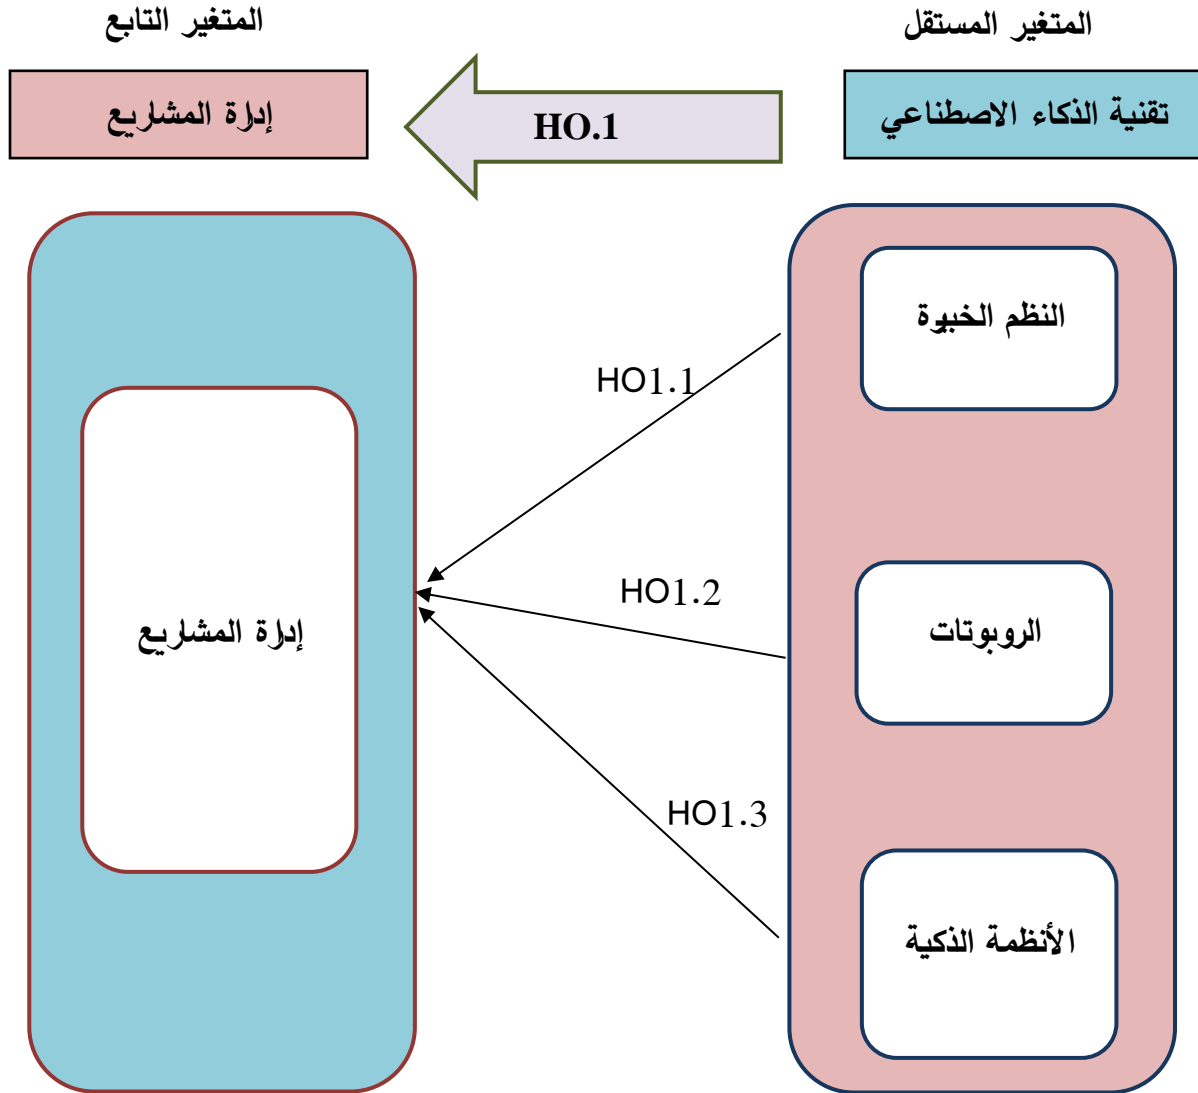 المتغير المستقل
المتغير التابع
تقنية الذكاء الاصطناعي
HO.1
إدارة المشاريع
النظم الخبيرة
HO1.1
HO1.2
الروبوتات
إدارة المشاريع
HO1.3
الأنظمة الذكية